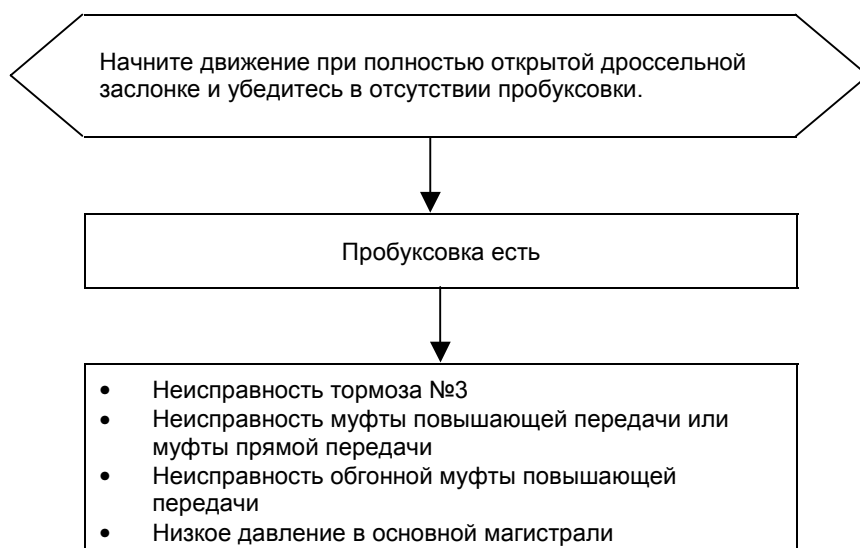 Начните движение при полностью открытой дроссельной
заслонке и убедитесь в отсутствии пробуксовки.
Пробуксовка есть
• Неисправность тормоза №3
• Неисправность муфты повышающей передачи или
муфты прямой передачи
• Неисправность обгонной муфты повышающей
передачи
• Низкое давление в основной магистрали